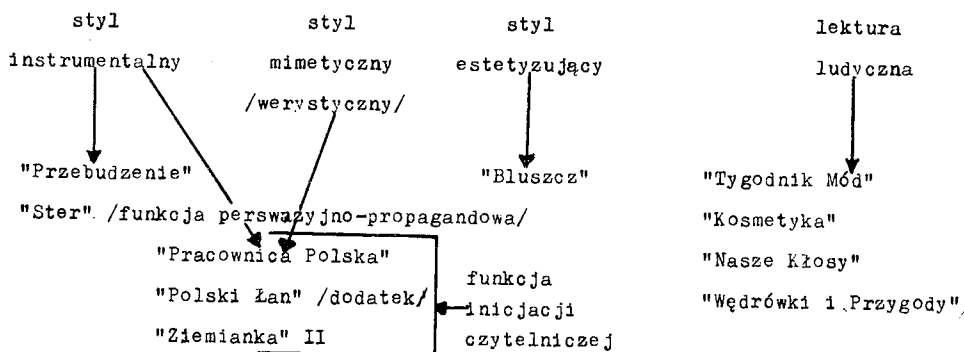 styl styl styl lektura
instrumentalny mimetyczny estetyzujący ludyczna
/werystyczny/
"Przebudzenie" "Bluszcz" "Tygodnik Mód"
"Ster" /funkcja perswazyjno-propagandowa/ "Kosmetyka"
"Pracownica Polska" "Nasze Kłosy"
funkcja
"Polski Łan" /dodatek/ inicjacji "Wędrówki i Przygody"
"Ziemianka" II czytelniczej